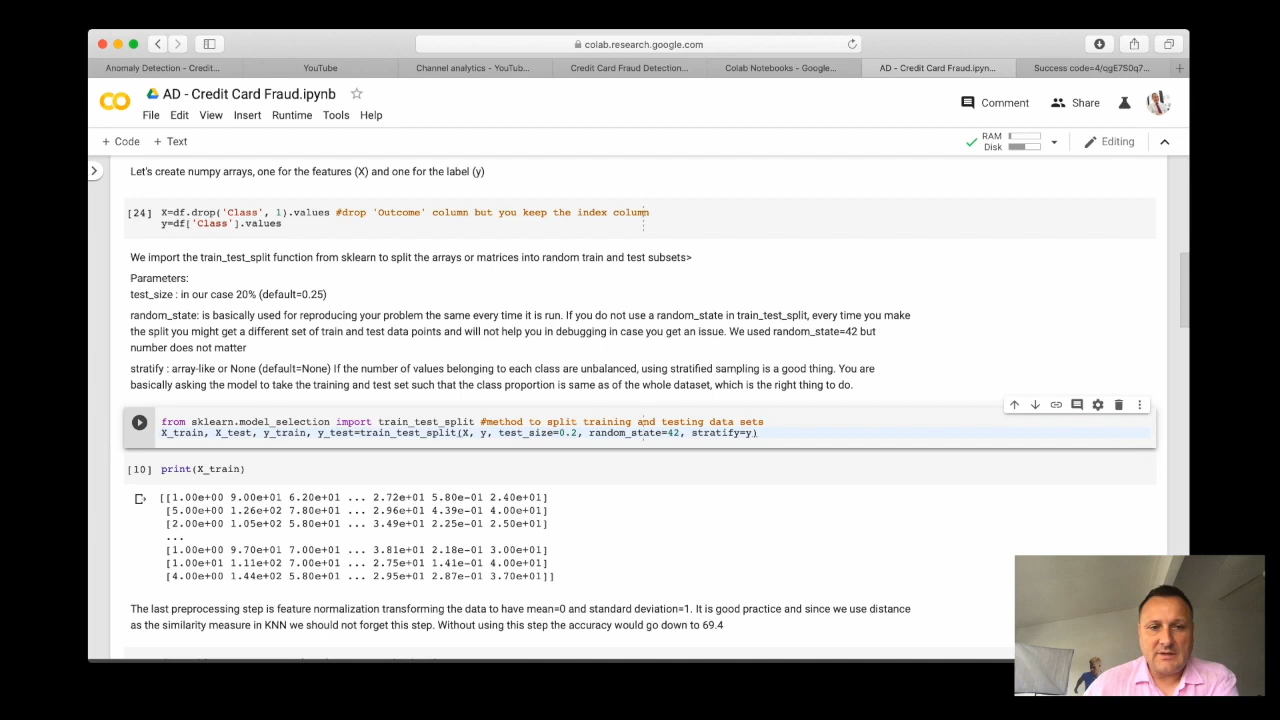 colab.research.google.com
Anomaly Detection - Credit... YouTube Channel analytics - YouTub... Credit Card Fraud Detection... Colab Notebooks - Google... AD - Credit Card Fraud.ipyn... Success code=4/qgE7S0q7...
AD - Credit Card Fraud.ipynb
File Edit View Insert Runtime Tools Help
Comment Share
+ Code + Text
RAM
Disk
Editing
Let's create numpy arrays, one for the features (X) and one for the label (y)
[24] X=df.drop('Class', 1).values #drop 'Outcome' column but you keep the index column
y=df['Class'].values
We import the train_test_split function from sklearn to split the arrays or matrices into random train and test subsets>
Parameters:
test_size : in our case 20% (default=0.25)
random_state: is basically used for reproducing your problem the same every time it is run. If you do not use a random_state in train_test_split, every time you make
the split you might get a different set of train and test data points and will not help you in debugging in case you get an issue. We used random_state=42 but
number does not matter
stratify : array-like or None (default=None) If the number of values belonging to each class are unbalanced, using stratified sampling is a good thing. You are
basically asking the model to take the training and test set such that the class proportion is same as of the whole dataset, which is the right thing to do.
from sklearn.model_selection import train_test_split #method to split training and testing data sets
X_train, X_test, y_train, y_test=train_test_split(X, y, test_size=0.2, random_state=42, stratify=y)
[10] print(X_train)
[[1.00e+00 9.00e+01 6.20e+01 ... 2.72e+01 5.80e-01 2.40e+01]
[5.00e+00 1.26e+02 7.80e+01 ... 2.96e+01 4.39e-01 4.00e+01]
[2.00e+00 1.05e+02 5.80e+01 ... 3.49e+01 2.25e-01 2.50e+01]
...
[1.00e+00 9.70e+01 7.00e+01 ... 3.81e+01 2.18e-01 3.00e+01]
[1.00e+01 1.11e+02 7.00e+01 ... 2.75e+01 1.41e-01 4.00e+01]
[4.00e+00 1.44e+02 5.80e+01 ... 2.95e+01 2.87e-01 3.70e+01]]
The last preprocessing step is feature normalization transforming the data to have mean=0 and standard deviation=1. It is good practice and since we use distance
as the similarity measure in KNN we should not forget this step. Without using this step the accuracy would go down to 69.4